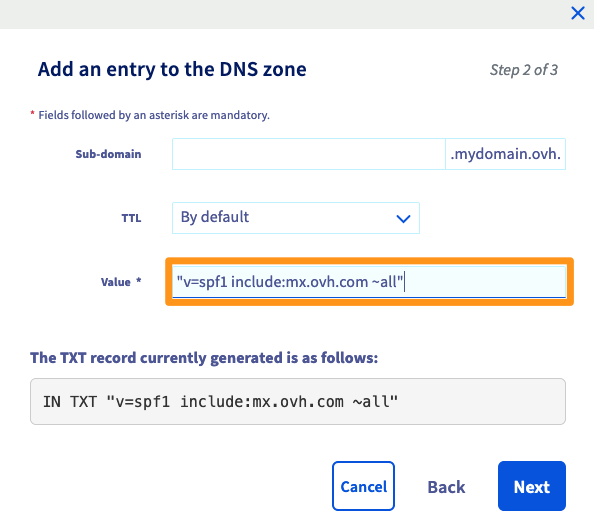 Add an entry to the DNS zone
Step 2 of 3
* Fields followed by an asterisk are mandatory.
Sub-domain
.mydomain.ovh.
TTL
By default
Value *
"v=spf1 include:mx.ovh.com ~all"
The TXT record currently generated is as follows:
IN TXT "v=spf1 include:mx.ovh.com ~all"
Cancel
Back
Next